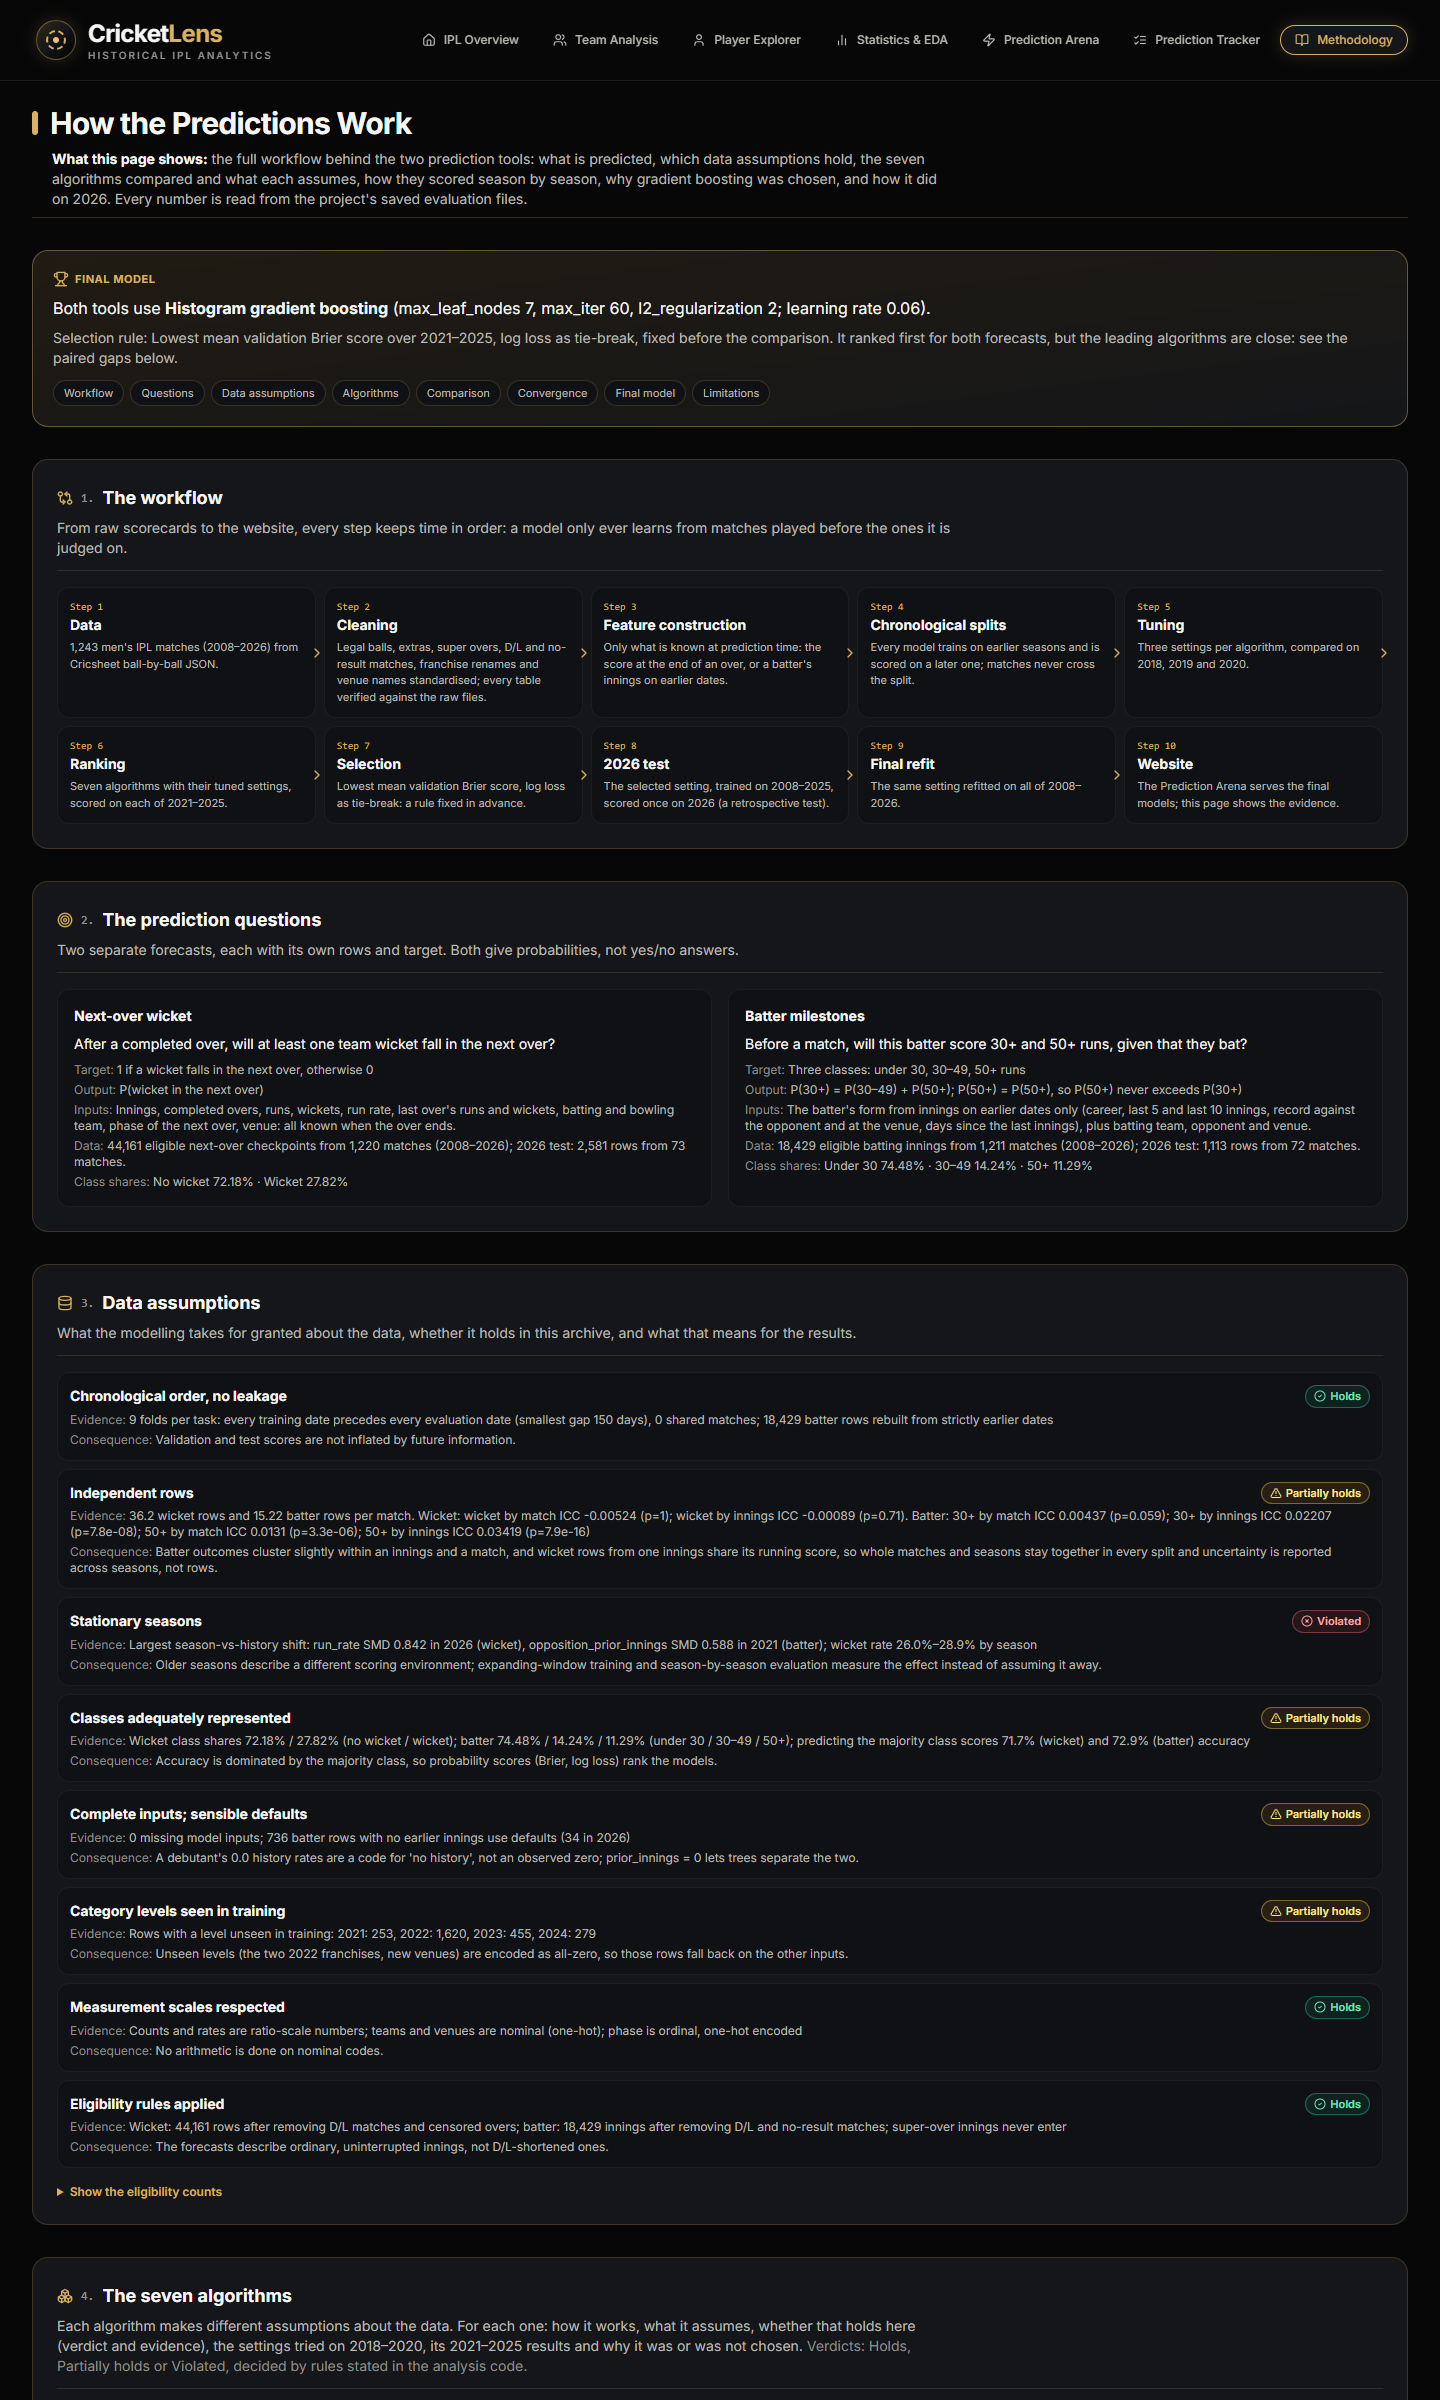 CricketLens
HISTORICAL IPL ANALYTICS
IPL Overview
Team Analysis
Player Explorer
Statistics & EDA
Prediction Arena
Prediction Tracker
Methodology
How the Predictions Work
What this page shows: the full workflow behind the two prediction tools: what is predicted, which data assumptions hold, the seven
algorithms compared and what each assumes, how they scored season by season, why gradient boosting was chosen, and how it did
on 2026. Every number is read from the project's saved evaluation files.
FINAL MODEL
Both tools use Histogram gradient boosting (max_leaf_nodes 7, max_iter 60, l2_regularization 2; learning rate 0.06).
Selection rule: Lowest mean validation Brier score over 2021–2025, log loss as tie-break, fixed before the comparison. It ranked first for both forecasts, but the leading algorithms are close: see the
paired gaps below.
Workflow
Questions
Data assumptions
Algorithms
Comparison
Convergence
Final model
Limitations
1. The workflow
From raw scorecards to the website, every step keeps time in order: a model only ever learns from matches played before the ones it is
judged on.
Step 1
Data
1,243 men's IPL matches (2008–2026) from
Cricsheet ball-by-ball JSON.
Step 2
Cleaning
Legal balls, extras, super overs, D/L and no-
result matches, franchise renames and
venue names standardised; every table
verified against the raw files.
Step 3
Feature construction
Only what is known at prediction time: the
score at the end of an over, or a batter's
innings on earlier dates.
Step 4
Chronological splits
Every model trains on earlier seasons and is
scored on a later one; matches never cross
the split.
Step 5
Tuning
Three settings per algorithm, compared on
2018, 2019 and 2020.
Step 6
Ranking
Seven algorithms with their tuned settings,
scored on each of 2021–2025.
Step 7
Selection
Lowest mean validation Brier score, log loss
as tie-break: a rule fixed in advance.
Step 8
2026 test
The selected setting, trained on 2008–2025,
scored once on 2026 (a retrospective test).
Step 9
Final refit
The same setting refitted on all of 2008–
2026.
Step 10
Website
The Prediction Arena serves the final
models; this page shows the evidence.
2. The prediction questions
Two separate forecasts, each with its own rows and target. Both give probabilities, not yes/no answers.
Next-over wicket
After a completed over, will at least one team wicket fall in the next over?
Target: 1 if a wicket falls in the next over, otherwise 0
Output: P(wicket in the next over)
Inputs: Innings, completed overs, runs, wickets, run rate, last over's runs and wickets, batting and bowling
team, phase of the next over, venue: all known when the over ends.
Data: 44,161 eligible next-over checkpoints from 1,220 matches (2008–2026); 2026 test: 2,581 rows from 73
matches.
Class shares: No wicket 72.18% · Wicket 27.82%
Batter milestones
Before a match, will this batter score 30+ and 50+ runs, given that they bat?
Target: Three classes: under 30, 30–49, 50+ runs
Output: P(30+) = P(30–49) + P(50+); P(50+) = P(50+), so P(50+) never exceeds P(30+)
Inputs: The batter's form from innings on earlier dates only (career, last 5 and last 10 innings, record against
the opponent and at the venue, days since the last innings), plus batting team, opponent and venue.
Data: 18,429 eligible batting innings from 1,211 matches (2008–2026); 2026 test: 1,113 rows from 72 matches.
Class shares: Under 30 74.48% · 30–49 14.24% · 50+ 11.29%
3. Data assumptions
What the modelling takes for granted about the data, whether it holds in this archive, and what that means for the results.
Chronological order, no leakage
Holds
Evidence: 9 folds per task: every training date precedes every evaluation date (smallest gap 150 days), 0 shared matches; 18,429 batter rows rebuilt from strictly earlier dates
Consequence: Validation and test scores are not inflated by future information.
Independent rows
Partially holds
Evidence: 36.2 wicket rows and 15.22 batter rows per match. Wicket: wicket by match ICC -0.00524 (p=1); wicket by innings ICC -0.00089 (p=0.71). Batter: 30+ by match ICC 0.00437 (p=0.059); 30+ by innings ICC 0.02207
(p=7.8e-08); 50+ by match ICC 0.0131 (p=3.3e-06); 50+ by innings ICC 0.03419 (p=7.9e-16)
Consequence: Batter outcomes cluster slightly within an innings and a match, and wicket rows from one innings share its running score, so whole matches and seasons stay together in every split and uncertainty is reported
across seasons, not rows.
Stationary seasons
Violated
Evidence: Largest season-vs-history shift: run_rate SMD 0.842 in 2026 (wicket), opposition_prior_innings SMD 0.588 in 2021 (batter); wicket rate 26.0%–28.9% by season
Consequence: Older seasons describe a different scoring environment; expanding-window training and season-by-season evaluation measure the effect instead of assuming it away.
Classes adequately represented
Partially holds
Evidence: Wicket class shares 72.18% / 27.82% (no wicket / wicket); batter 74.48% / 14.24% / 11.29% (under 30 / 30–49 / 50+); predicting the majority class scores 71.7% (wicket) and 72.9% (batter) accuracy
Consequence: Accuracy is dominated by the majority class, so probability scores (Brier, log loss) rank the models.
Complete inputs; sensible defaults
Partially holds
Evidence: 0 missing model inputs; 736 batter rows with no earlier innings use defaults (34 in 2026)
Consequence: A debutant's 0.0 history rates are a code for 'no history', not an observed zero; prior_innings = 0 lets trees separate the two.
Category levels seen in training
Partially holds
Evidence: Rows with a level unseen in training: 2021: 253, 2022: 1,620, 2023: 455, 2024: 279
Consequence: Unseen levels (the two 2022 franchises, new venues) are encoded as all-zero, so those rows fall back on the other inputs.
Measurement scales respected
Holds
Evidence: Counts and rates are ratio-scale numbers; teams and venues are nominal (one-hot); phase is ordinal, one-hot encoded
Consequence: No arithmetic is done on nominal codes.
Eligibility rules applied
Holds
Evidence: Wicket: 44,161 rows after removing D/L matches and censored overs; batter: 18,429 innings after removing D/L and no-result matches; super-over innings never enter
Consequence: The forecasts describe ordinary, uninterrupted innings, not D/L-shortened ones.
Show the eligibility counts
4. The seven algorithms
Each algorithm makes different assumptions about the data. For each one: how it works, what it assumes, whether that holds here
(verdict and evidence), the settings tried on 2018–2020, its 2021–2025 results and why it was or was not chosen. Verdicts: Holds,
Partially holds or Violated, decided by rules stated in the analysis code.